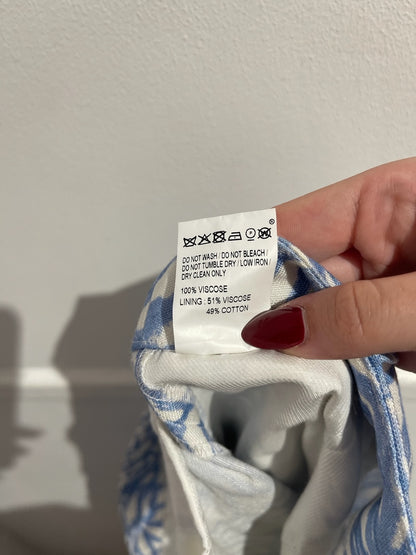 ®
DO NOT WASH / DO NOT BLEACH /
DO NOT TUMBLE DRY / LOW IRON /
DRY CLEAN ONLY
100% VISCOSE
LINING : 51% VISCOSE
49% COTTON